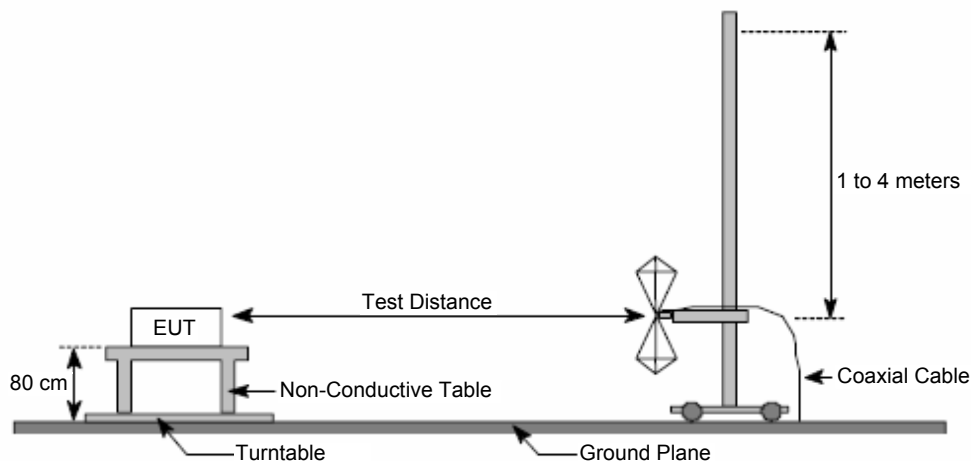 1 to 4 meters
Test Distance
EUT
80 cm
Non-Conductive Table
Coaxial Cable
Turntable
Ground Plane